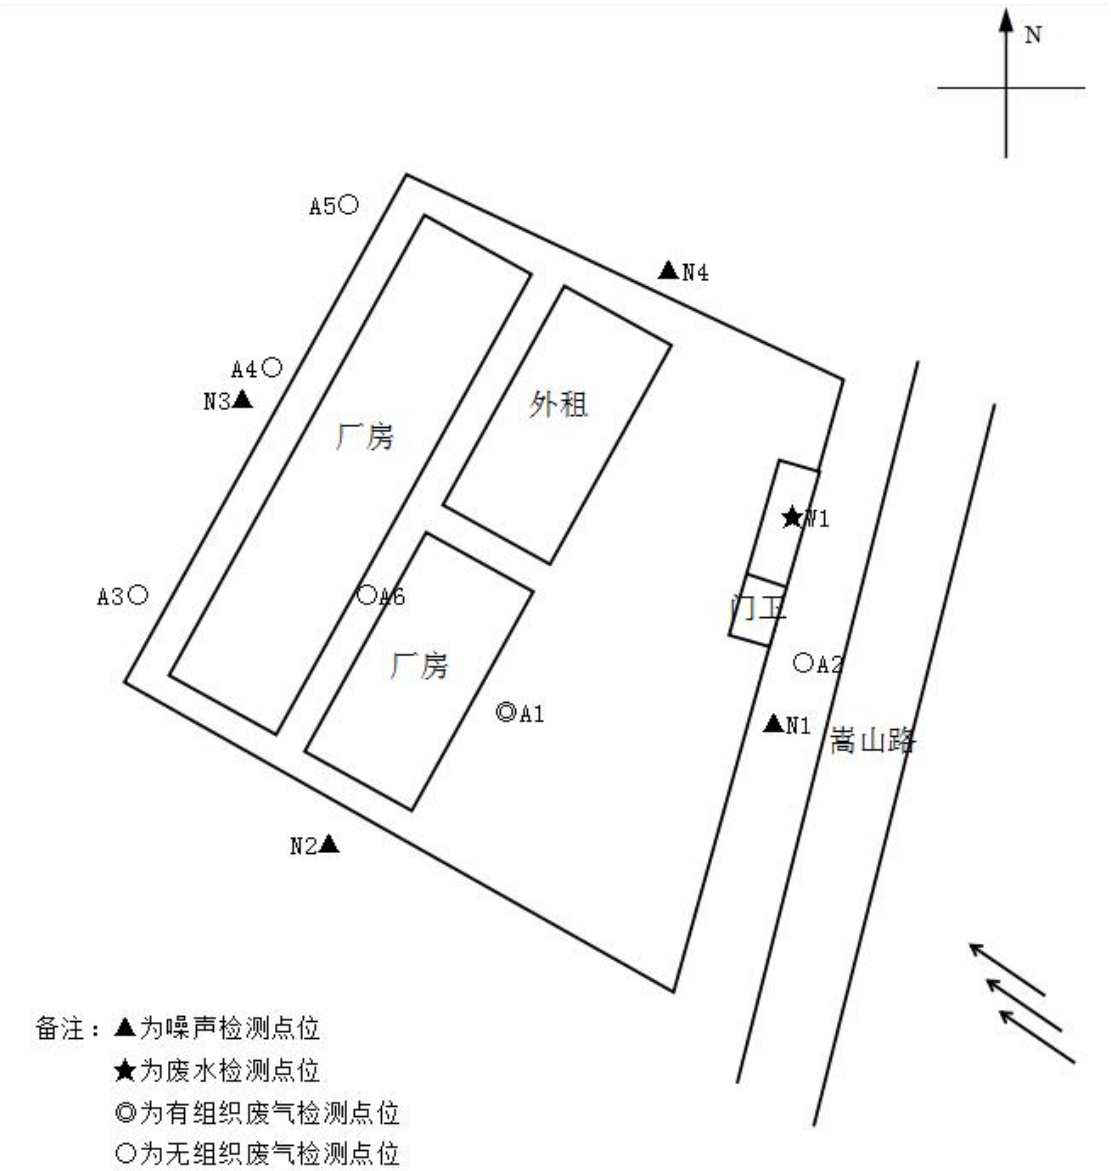 N
A5○
▲N4
A4○
N3▲
外租
厂房
★W1
A3○
○A6
门卫
厂房
○A2
◎A1
▲N1
嵩山路
N2▲
备注：▲为噪声检测点位
★为废水检测点位
◎为有组织废气检测点位
○为无组织废气检测点位